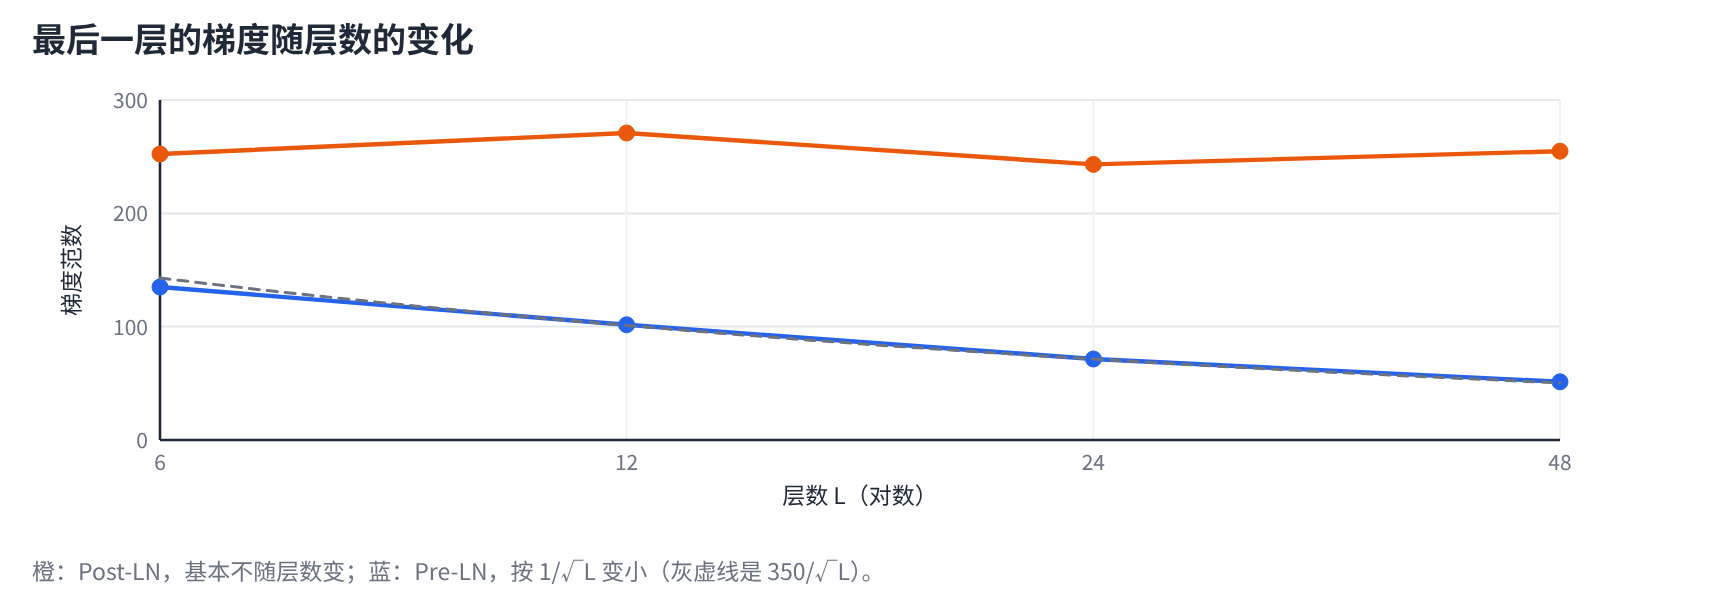 最后一层的梯度随层数的变化
300
200
100
0
梯度范数
6 12 24 48
层数 L（对数）
橙：Post-LN，基本不随层数变；蓝：Pre-LN，按 1/√L 变小（灰虚线是 350/√L）。